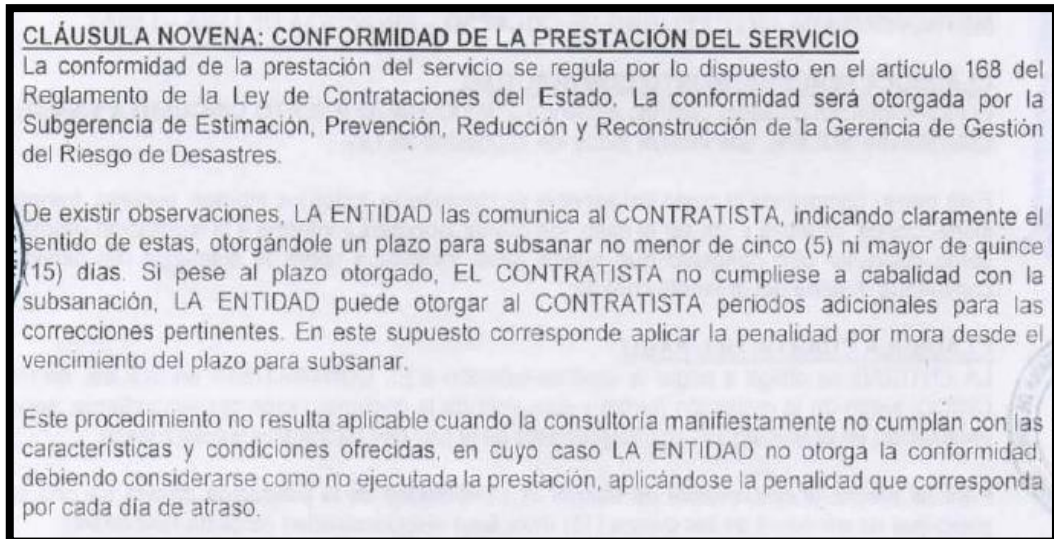 CLÁUSULA NOVENA: CONFORMIDAD DE LA PRESTACIÓN DEL SERVICIO
La conformidad de la prestación del servicio se regula por lo dispuesto en el artículo 168 del
Reglamento de la Ley de Contrataciones del Estado. La conformidad será otorgada por la
Subgerencia de Estimación, Prevención, Reducción y Reconstrucción de la Gerencia de Gestión
del Riesgo de Desastres.
De existir observaciones, LA ENTIDAD las comunica al CONTRATISTA, indicando claramente el
sentido de estas, otorgándole un plazo para subsanar no menor de cinco (5) ni mayor de quince
(15) días. Si pese al plazo otorgado, EL CONTRATISTA no cumpliese a cabalidad con la
subsanación, LA ENTIDAD puede otorgar al CONTRATISTA periodos adicionales para las
correcciones pertinentes. En este supuesto corresponde aplicar la penalidad por mora desde el
vencimiento del plazo para subsanar.
Este procedimiento no resulta aplicable cuando la consultoría manifiestamente no cumplan con las
características y condiciones ofrecidas, en cuyo caso LA ENTIDAD no otorga la conformidad,
debiendo considerarse como no ejecutada la prestación, aplicándose la penalidad que corresponda
por cada día de atraso.